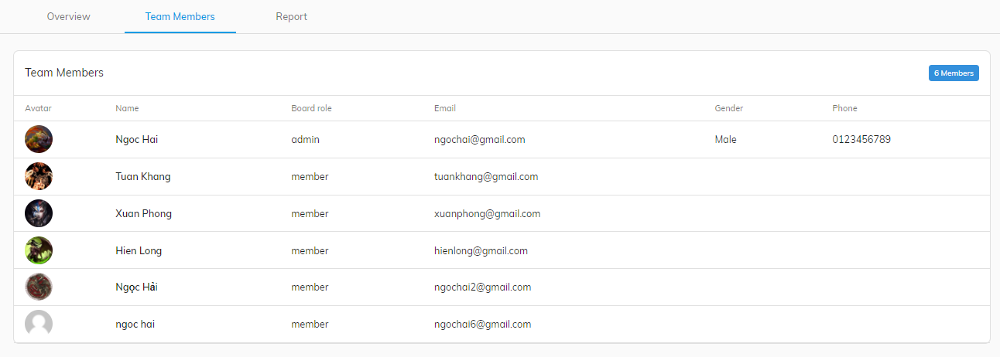 Overview Team Members Report
Team Members 6 Members
Avatar Name Board role Email Gender Phone
Ngoc Hai admin ngochai@gmail.com Male 0123456789
Tuan Khang member tuankhang@gmail.com
Xuan Phong member xuanphong@gmail.com
Hien Long member hienlong@gmail.com
Ngọc Hải member ngochai2@gmail.com
ngoc hai member ngochai6@gmail.com